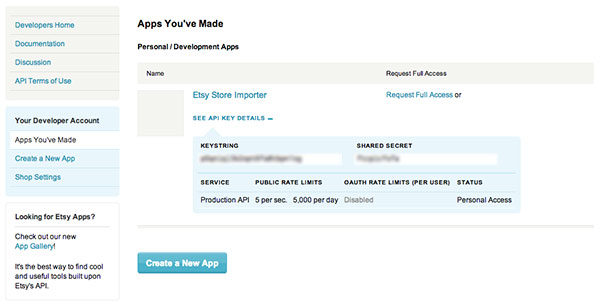 Developers Home
Documentation
Discussion
API Terms of Use
Your Developer Account
Apps You've Made
Create a New App
Shop Settings
Looking for Etsy Apps?
Check out our new
App Gallery!
It's the best way to find cool
and useful tools built upon
Etsy's API.
Apps You've Made
Personal / Development Apps
Name Request Full Access
Etsy Store Importer Request Full Access or
SEE API KEY DETAILS
KEYSTRING SHARED SECRET
SERVICE PUBLIC RATE LIMITS OAUTH RATE LIMITS (PER USER) STATUS
Production API 5 per sec. 5,000 per day Disabled Personal Access
Create a New App